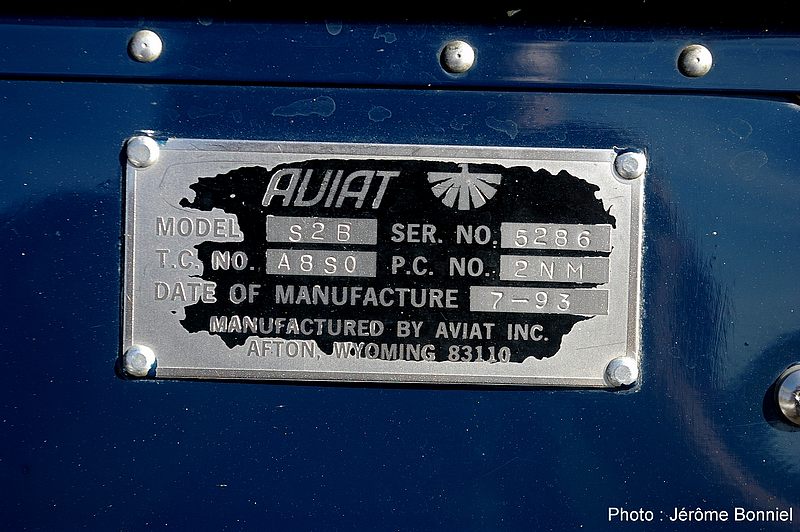 AVIAT
MODEL S2B SER. NO. 5286
T.C. NO. A8SO P.C. NO. 2NM
DATE OF MANUFACTURE 7-93
MANUFACTURED BY AVIAT INC.
AFTON, WYOMING 83110
Photo : Jérôme Bonniel